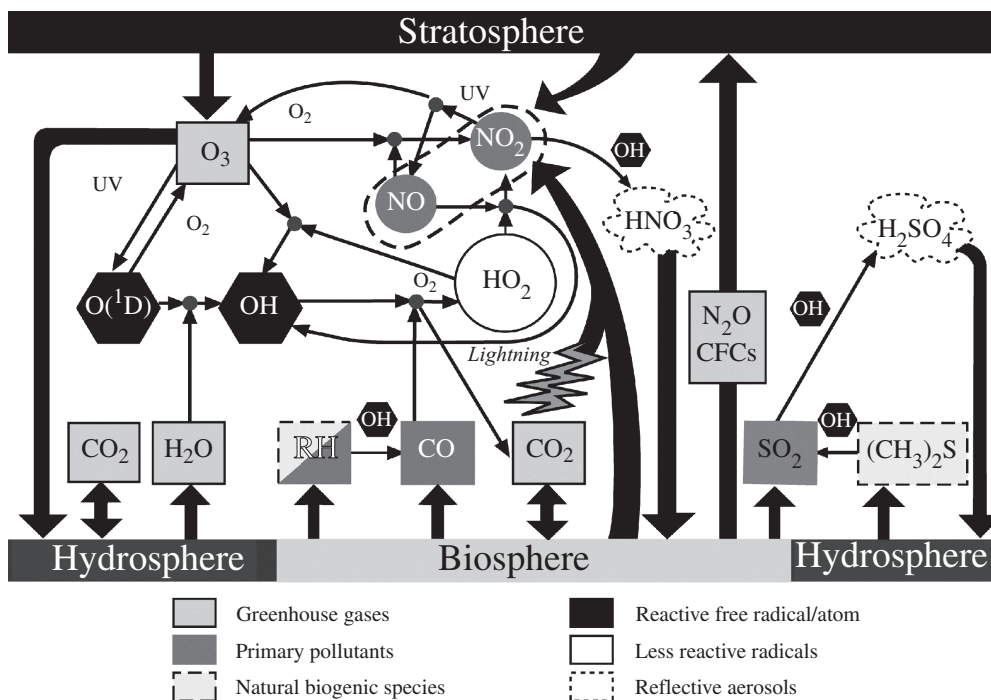 Stratosphere
UV
O₂
O₃
NO₂
OH
NO
UV
O₂
HNO₃
H₂SO₄
O(¹D)
OH
O₂
HO₂
OH
N₂O
CFCs
Lightning
OH
OH
CO₂
H₂O
RH
CO
CO₂
SO₂
(CH₃)₂S
Hydrosphere
Biosphere
Hydrosphere
Greenhouse gases
Reactive free radical/atom
Primary pollutants
Less reactive radicals
Natural biogenic species
Reflective aerosols